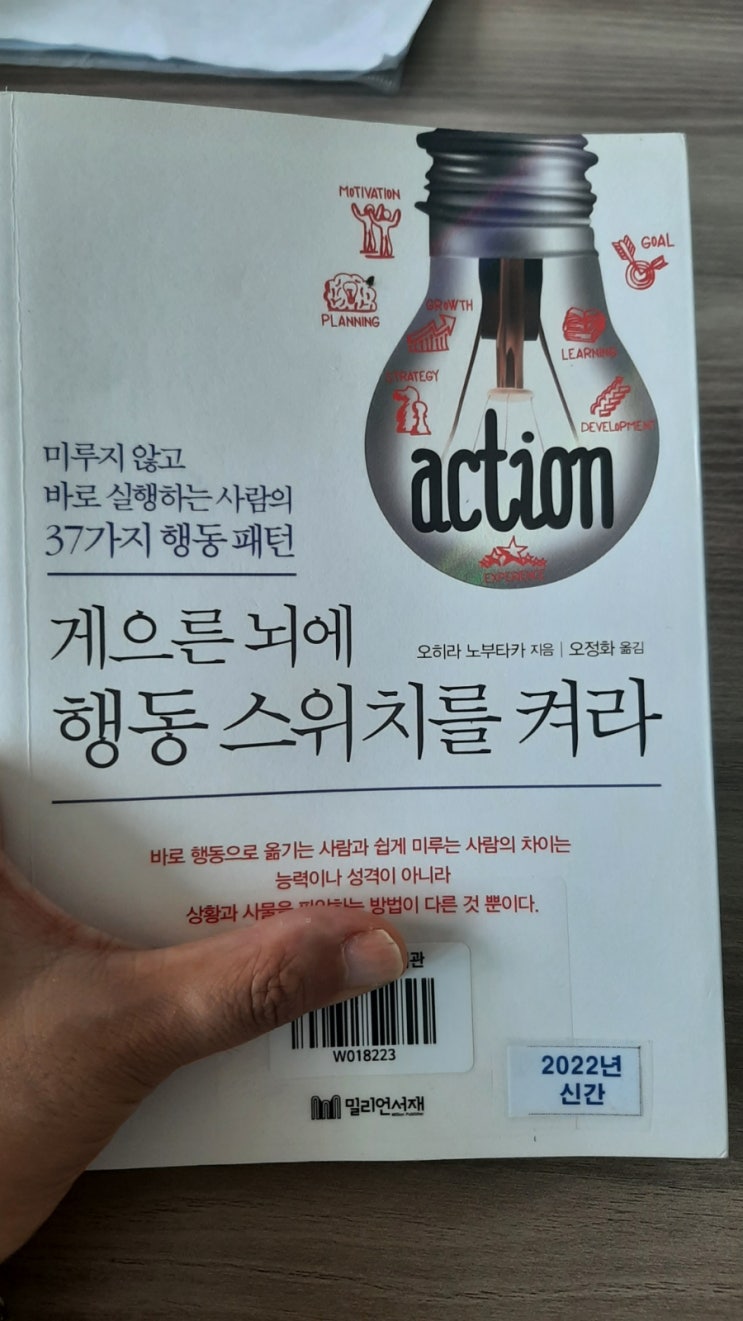 MOTIVATION
GOAL
PLANNING
GROWTH
LEARNING
STRATEGY
DEVELOPMENT
action
EXPERIENCE
미루지 않고
바로 실행하는 사람의
37가지 행동 패턴
게으른 뇌에
오히라 노부타카 지음 | 오정화 옮김
행동 스위치를 켜라
바로 행동으로 옮기는 사람과 쉽게 미루는 사람의 차이는
능력이나 성격이 아니라
상황과 사물을 방법이 다른 것 뿐이다.
W018223
2022년
신간
밀리언서재